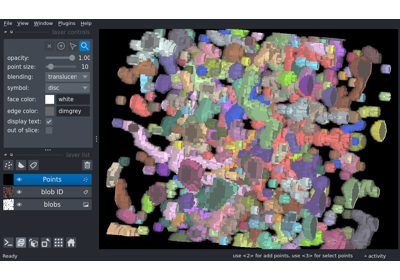 File View Window Plugins Help
layer controls
opacity: 1.00
point size: 10
blending: translucen
symbol: disc
face color: white
edge color: dimgrey
display text:
out of slice:
layer list
Points
blob ID
blobs
Ready use <2> for add points, use <3> for select points activity